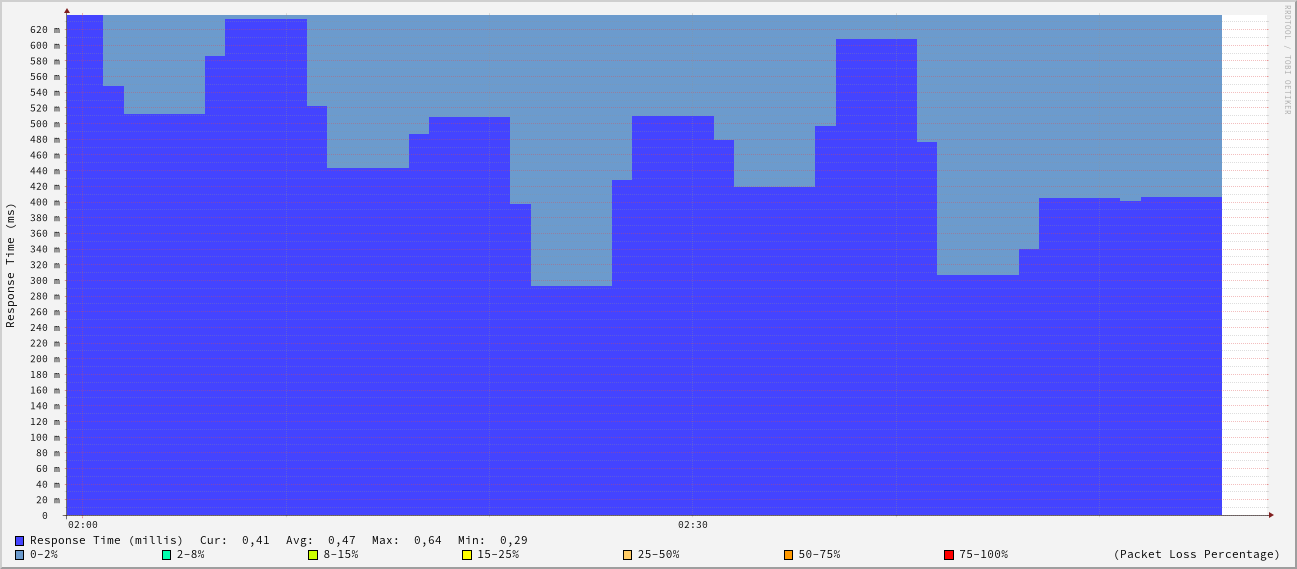 RRDTOOL / TOBI OETIKER
Response Time (ms)
620 m
600 m
580 m
560 m
540 m
520 m
500 m
480 m
460 m
440 m
420 m
400 m
380 m
360 m
340 m
320 m
300 m
280 m
260 m
240 m
220 m
200 m
180 m
160 m
140 m
120 m
100 m
80 m
60 m
40 m
20 m
0
02:00 02:30
Response Time (millis) Cur: 0,41 Avg: 0,47 Max: 0,64 Min: 0,29
0-2% 2-8% 8-15% 15-25% 25-50% 50-75% 75-100% (Packet Loss Percentage)